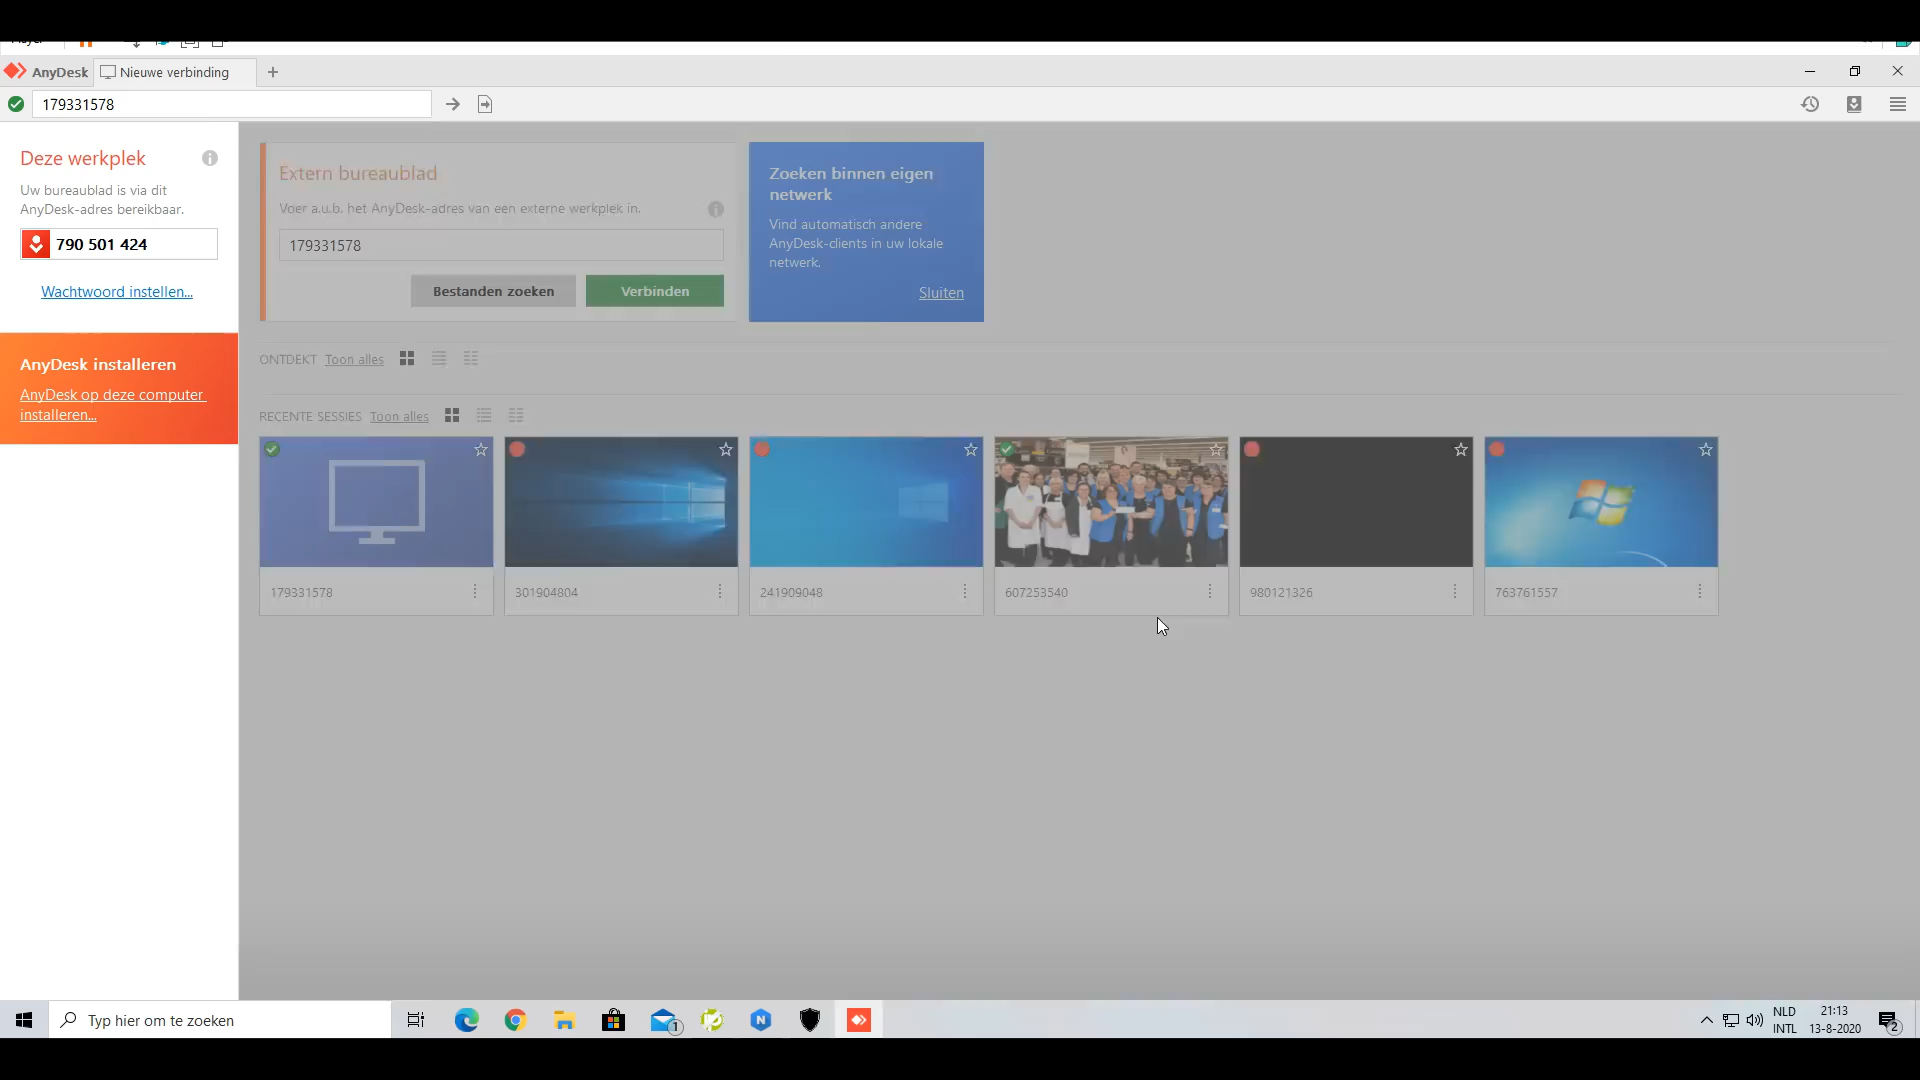 AnyDesk
Nieuwe verbinding
179331578
Deze werkplek
Uw bureaublad is via dit
AnyDesk-adres bereikbaar.
790 501 424
Wachtwoord instellen...
AnyDesk installeren
AnyDesk op deze computer
installeren...
Extern bureaublad
Voer a.u.b. het AnyDesk-adres van een externe werkplek in.
179331578
Bestanden zoeken
Verbinden
Zoeken binnen eigen
netwerk
Vind automatisch andere
AnyDesk-clients in uw lokale
netwerk.
Sluiten
ONTDEKT Toon alles
RECENTE SESSIES Toon alles
179331578
301904804
241909048
607253540
980121326
763761557
Typ hier om te zoeken
1
N
NLD
INTL
21:13
13-8-2020
2